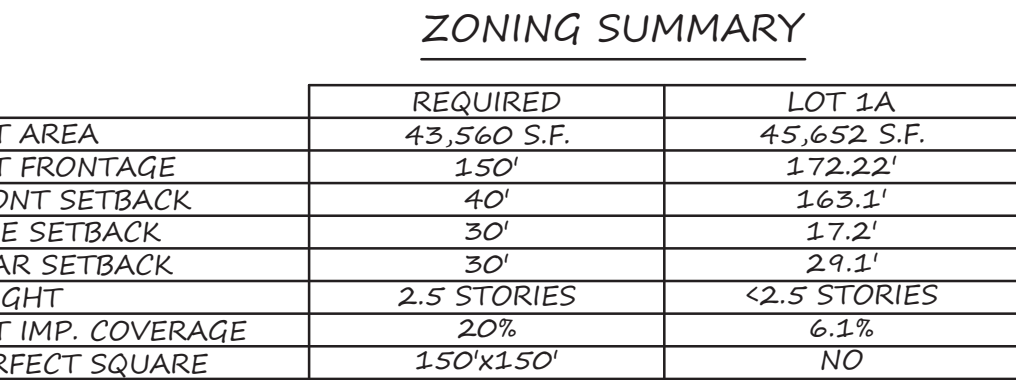 ZONING SUMMARY
REQUIRED LOT 1A
T AREA 43,560 S.F. 45,652 S.F.
T FRONTAGE 150' 172.22'
ONT SETBACK 40' 163.1'
E SETBACK 30' 17.2'
AR SETBACK 30' 29.1'
GHT 2.5 STORIES <2.5 STORIES
T IMP. COVERAGE 20% 6.1%
RFECT SQUARE 150'x150' NO